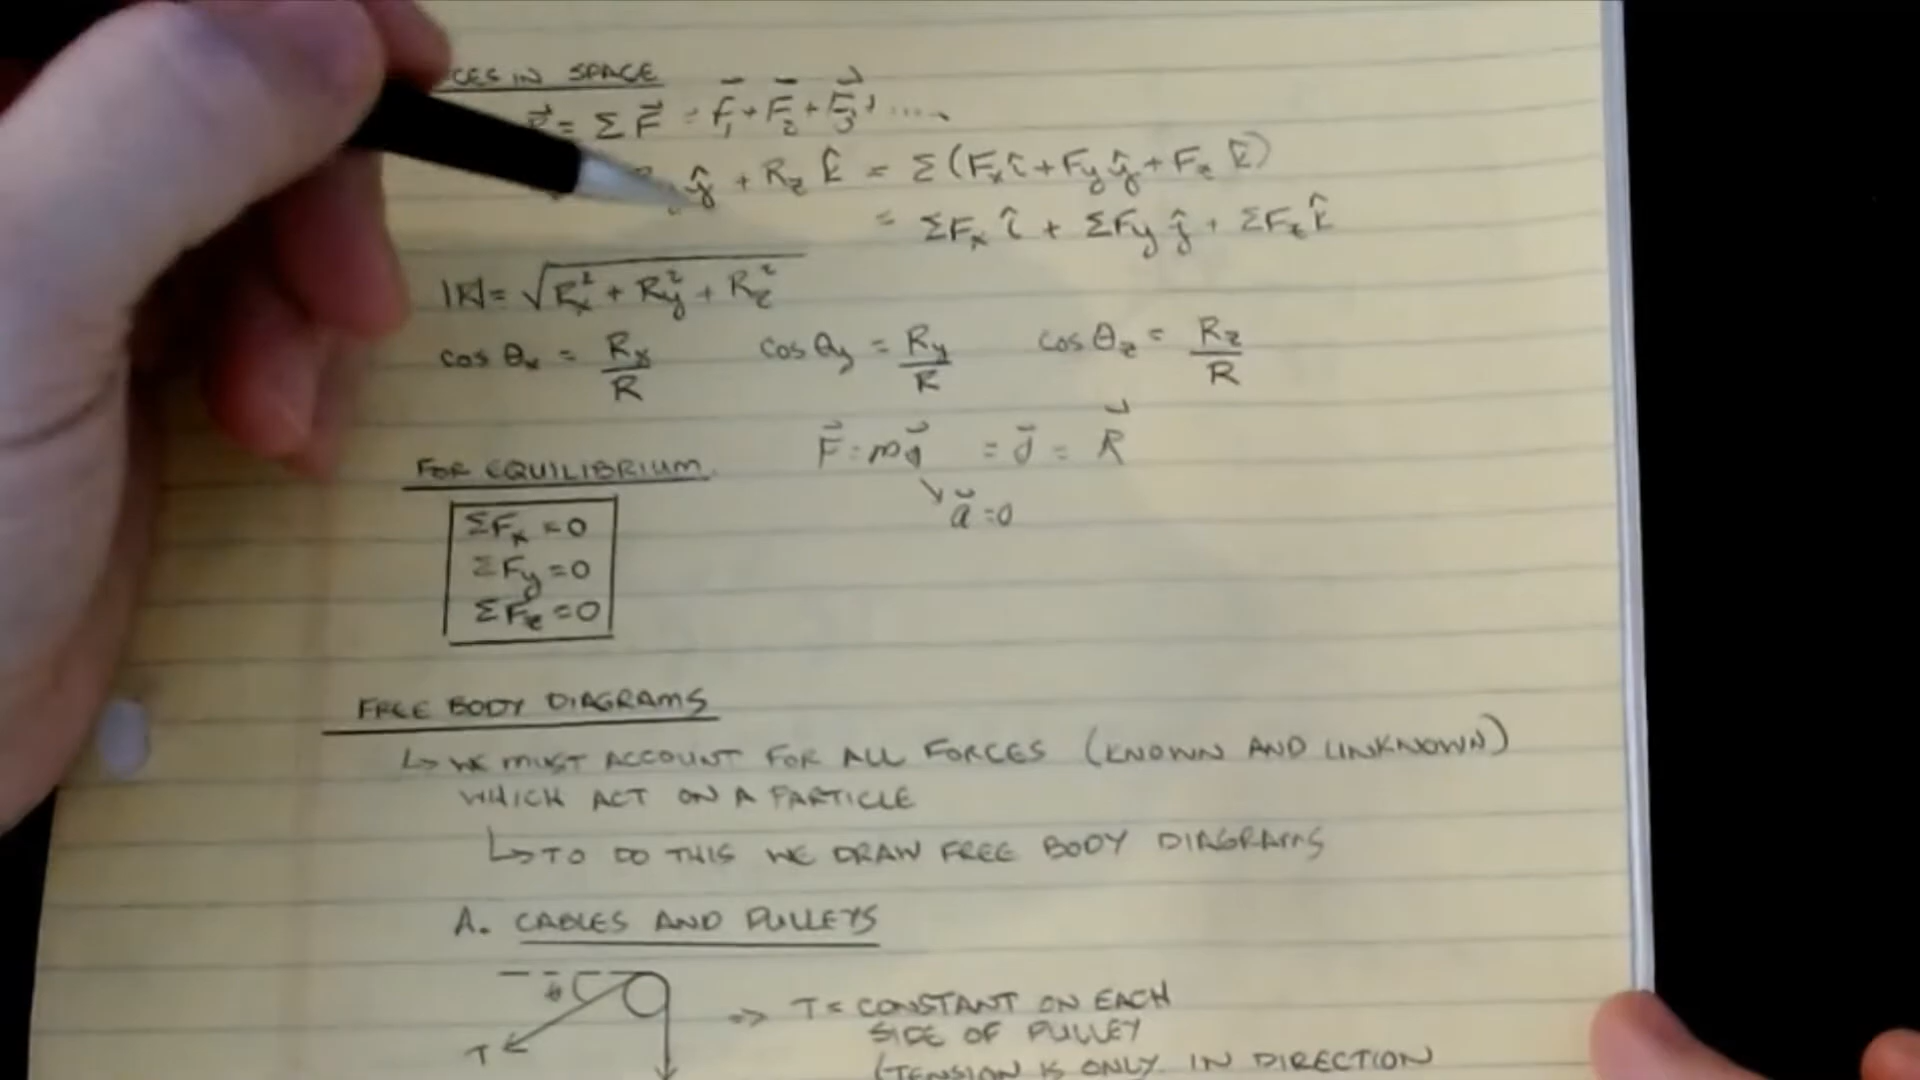 CES IN SPACE
R⃗ = Σ F⃗ = F⃗₁ + F⃗₂ + F⃗₃ + ....
ĵ + R_z k̂ = Σ (F_x î + F_y ĵ + F_z k̂)
= ΣF_x î + ΣF_y ĵ + ΣF_z k̂
|R| = √(R_x² + R_y² + R_z²)
cos θ_x = R_x/R cos θ_y = R_y/R cos θ_z = R_z/R
F⃗ = ma⃗ = 0⃗ = R⃗
FOR EQUILIBRIUM
a⃗ = 0
ΣF_x = 0
ΣF_y = 0
ΣF_z = 0
FREE BODY DIAGRAMS
↳ WE MUST ACCOUNT FOR ALL FORCES (KNOWN AND UNKNOWN)
WHICH ACT ON A PARTICLE
↳ TO DO THIS WE DRAW FREE BODY DIAGRAMS
A. CABLES AND PULLEYS
T
=> T = CONSTANT ON EACH
SIDE OF PULLEY
(TENSION IS ONLY IN DIRECTION